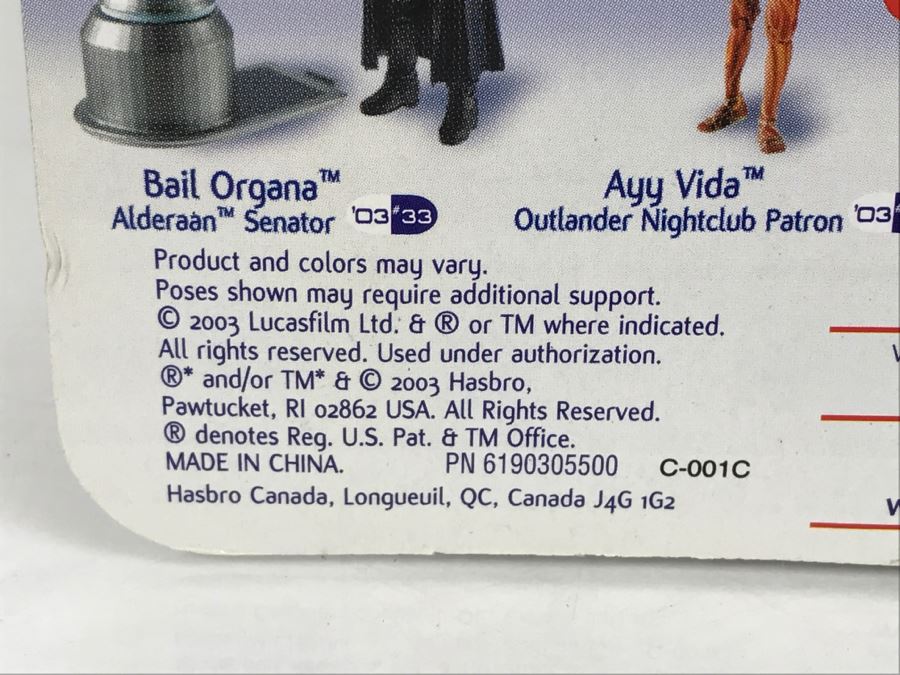 Bail Organa™
Alderaan™ Senator '03 #33
Ayy Vida™
Outlander Nightclub Patron '03
Product and colors may vary.
Poses shown may require additional support.
© 2003 Lucasfilm Ltd. & ® or TM where indicated.
All rights reserved. Used under authorization.
®* and/or TM* & © 2003 Hasbro,
Pawtucket, RI 02862 USA. All Rights Reserved.
® denotes Reg. U.S. Pat. & TM Office.
MADE IN CHINA. PN 6190305500 C-001C
Hasbro Canada, Longueuil, QC, Canada J4G 1G2